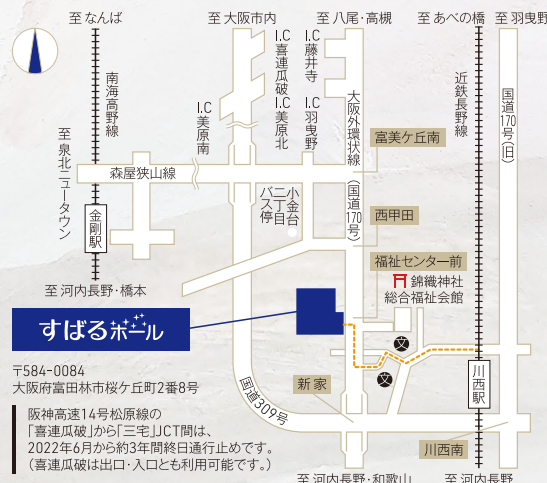 至 なんば
至 大阪市内
至 八尾・高槻
至 あべの橋
至 羽曳野
I.C 喜連瓜破
I.C 藤井寺
I.C 美原南
I.C 美原北
I.C 羽曳野
南海高野線
至 泉北ニュータウン
大阪外環状線
(国道170号)
近鉄長野線
国道170号(旧)
富美ケ丘南
森屋狭山線
金剛駅
小金台
二丁目
バス停
西甲田
福祉センター前
錦織神社
総合福祉会館
至 河内長野・橋本
すばるホール
文
文
〒584-0084
大阪府富田林市桜ケ丘町2番8号
新家
国道309号
川西駅
川西南
阪神高速14号松原線の
「喜連瓜破」から「三宅」JCT間は、
2022年6月から約3年間終日通行止めです。
(喜連瓜破は出口・入口とも利用可能です。)
至 河内長野・和歌山
至 河内長野